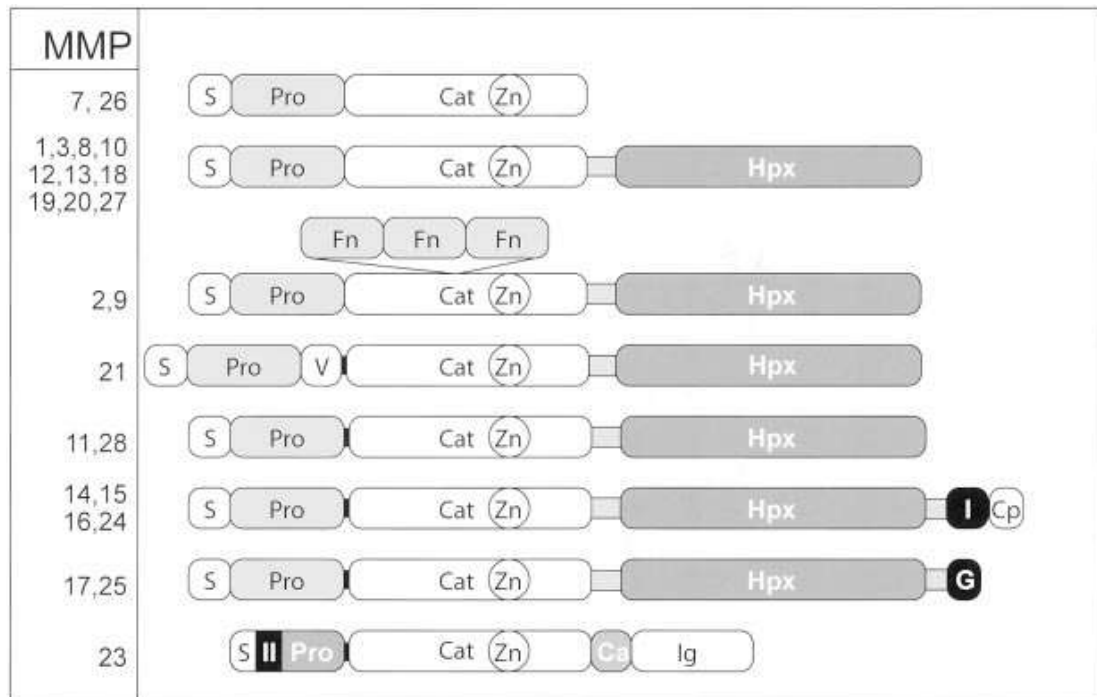 MMP
7, 26
S Pro Cat Zn
1,3,8,10
12,13,18
19,20,27
S Pro Cat Zn Hpx
Fn Fn Fn
2,9
S Pro Cat Zn Hpx
21
S Pro V Cat Zn Hpx
11,28
S Pro Cat Zn Hpx
14,15
16,24
S Pro Cat Zn Hpx I Cp
17,25
S Pro Cat Zn Hpx G
23
S II Pro Cat Zn Ca Ig